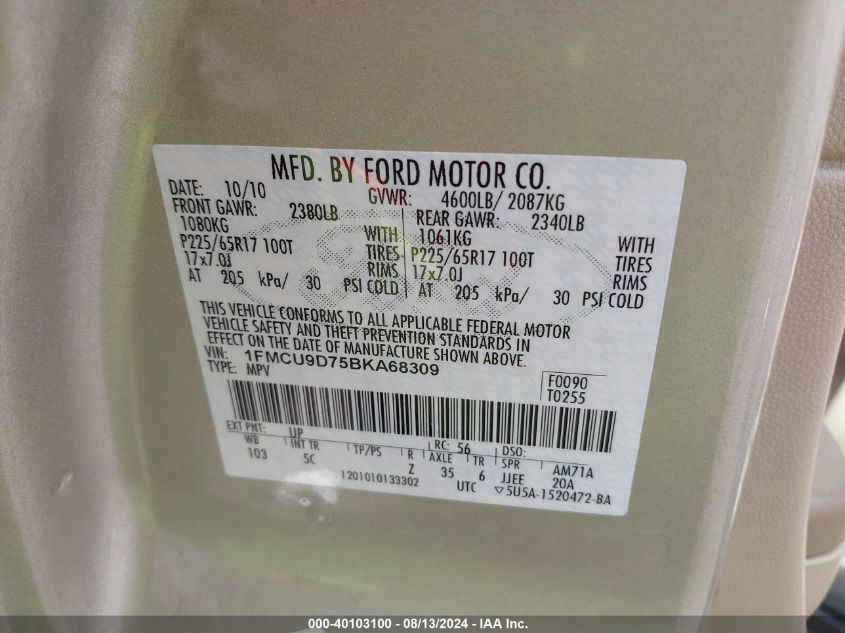 MFD. BY FORD MOTOR CO.
DATE: 10/10 GVWR: 4600LB/ 2087KG
FRONT GAWR: 2380LB REAR GAWR: 2340LB
1080KG WITH 1061KG WITH
P225/65R17 100T TIRES P225/65R17 100T TIRES
17x7.0J RIMS 17x7.0J RIMS
AT 205 kPa/ 30 PSI COLD AT 205 kPa/ 30 PSI COLD
THIS VEHICLE CONFORMS TO ALL APPLICABLE FEDERAL MOTOR
VEHICLE SAFETY AND THEFT PREVENTION STANDARDS IN
EFFECT ON THE DATE OF MANUFACTURE SHOWN ABOVE.
VIN: 1FMCU9D75BKA68309
TYPE: MPV
F0090
T0255
EXT PNT: UP RC: 56 DSO:
WB INT TR TP/PS R AXLE TR SPR AM71A
103 5C Z 35 6 JJEE 20A
1201010133302 UTC ▽5U5A-1520472-BA
000-40103100 - 08/13/2024 - IAA Inc.